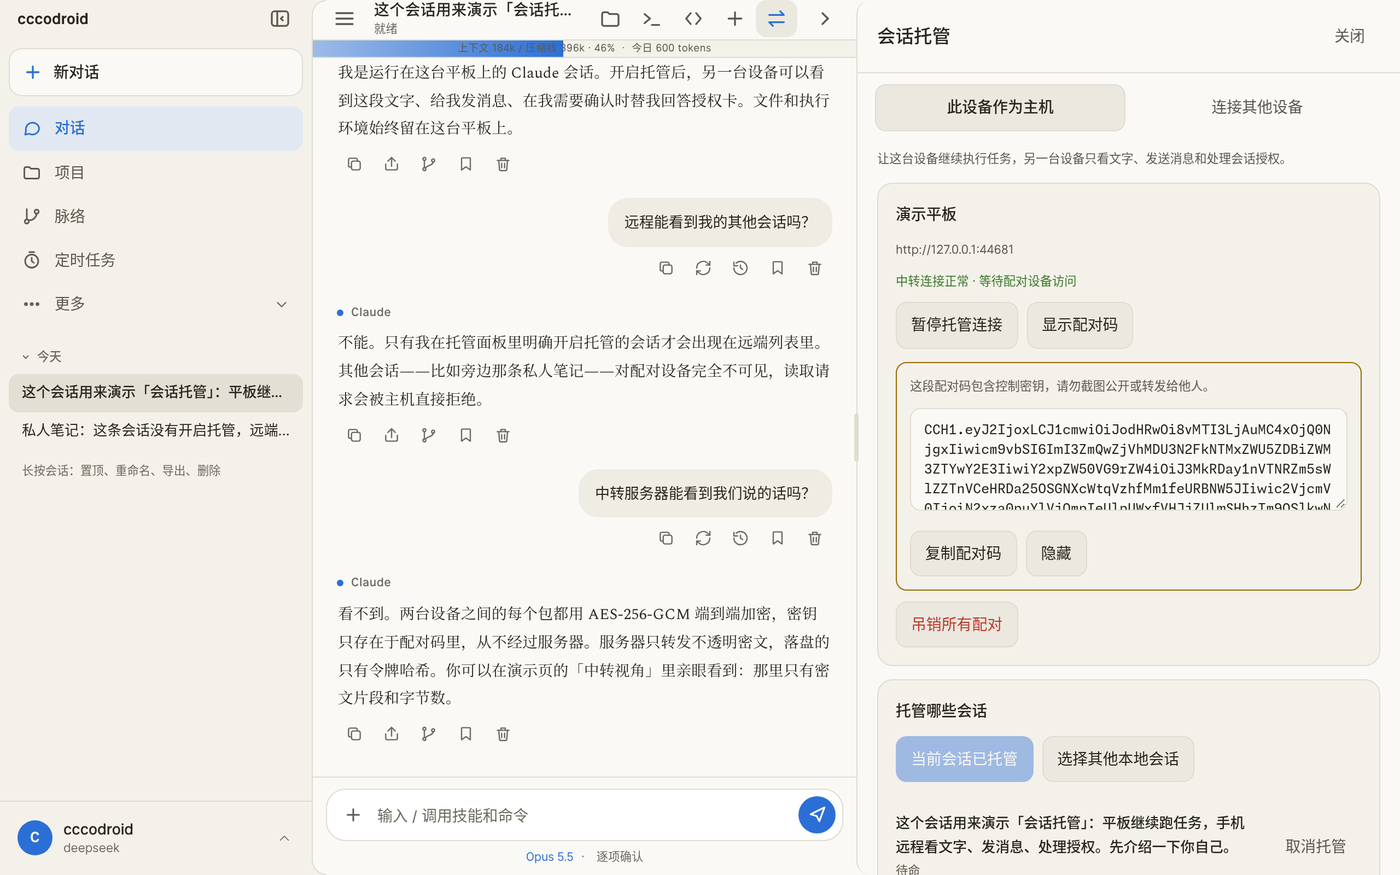 cccodroid
新对话
对话
项目
脉络
定时任务
更多
今天
这个会话用来演示「会话托管」：平板继...
私人笔记：这条会话没有开启托管，远端...
长按会话：置顶、重命名、导出、删除
C
cccodroid
deepseek
这个会话用来演示「会话托...
就绪
上下文 184k / 压缩线 396k · 46% · 今日 600 tokens
我是运行在这台平板上的 Claude 会话。开启托管后，另一台设备可以看
到这段文字、给我发消息、在我需要确认时替我回答授权卡。文件和执行
环境始终留在这台平板上。
远程能看到我的其他会话吗？
Claude
不能。只有我在托管面板里明确开启托管的会话才会出现在远端列表里。
其他会话——比如旁边那条私人笔记——对配对设备完全不可见，读取请
求会被主机直接拒绝。
中转服务器能看到我们说的话吗？
Claude
看不到。两台设备之间的每个包都用 AES-256-GCM 端到端加密，密钥
只存在于配对码里，从不经过服务器。服务器只转发不透明密文，落盘的
只有令牌哈希。你可以在演示页的「中转视角」里亲眼看到：那里只有密
文片段和字节数。
输入 / 调用技能和命令
Opus 5.5 · 逐项确认
会话托管
关闭
此设备作为主机
连接其他设备
让这台设备继续执行任务，另一台设备只看文字、发送消息和处理会话授权。
演示平板
http://127.0.0.1:44681
中转连接正常 · 等待配对设备访问
暂停托管连接
显示配对码
这段配对码包含控制密钥，请勿截图公开或转发给他人。
CCH1.eyJ2IjoxLCJ1cmwiOiJodHRwOi8vMTI3LjAuMC4xOjQ0N
jgxIiwicm9vbSI6ImI3ZmQwZjVhMDU3N2FkNTMxZWU5ZDBiZWM
3ZTYwY2E3IiwiY2xpZW50VG9rZW4iOiJ3MkRDay1nVTNRZm5sW
lZZTnVCeHRDa25OSGNXcWtqVzhfMm1feURBNW5JIiwic2VjcmV
复制配对码
隐藏
吊销所有配对
托管哪些会话
当前会话已托管
选择其他本地会话
这个会话用来演示「会话托管」：平板继续跑任务，手机
远程看文字、发消息、处理授权。先介绍一下你自己。
取消托管
待命